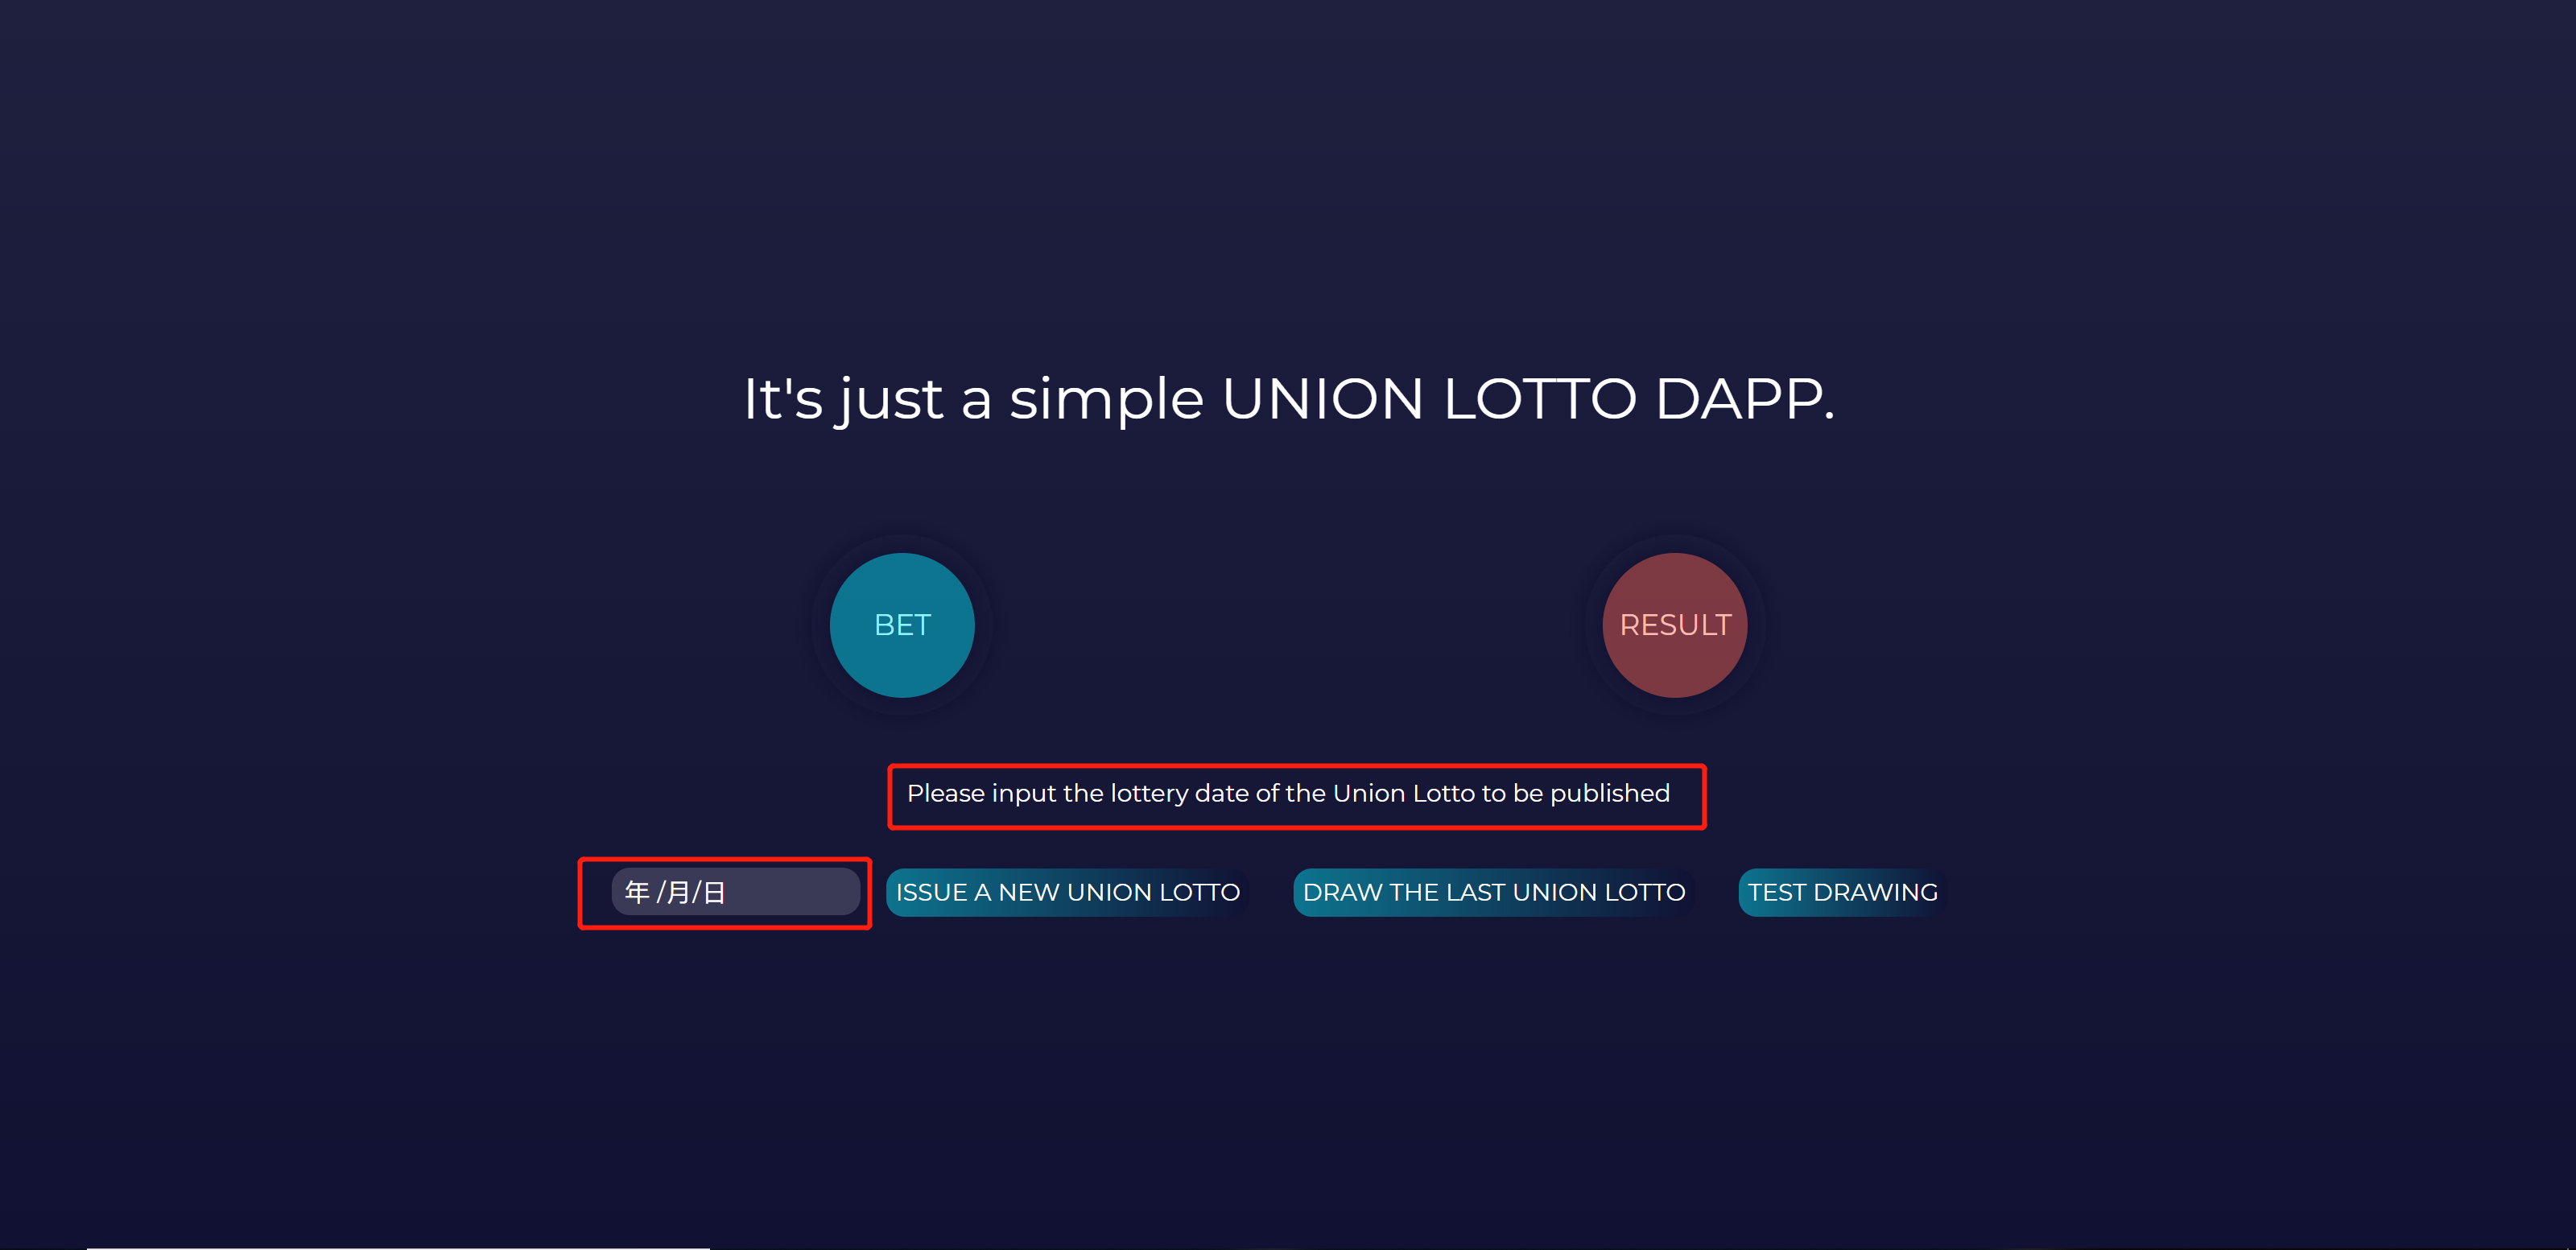 It's just a simple UNION LOTTO DAPP.
BET
RESULT
Please input the lottery date of the Union Lotto to be published
年 /月/日
ISSUE A NEW UNION LOTTO
DRAW THE LAST UNION LOTTO
TEST DRAWING